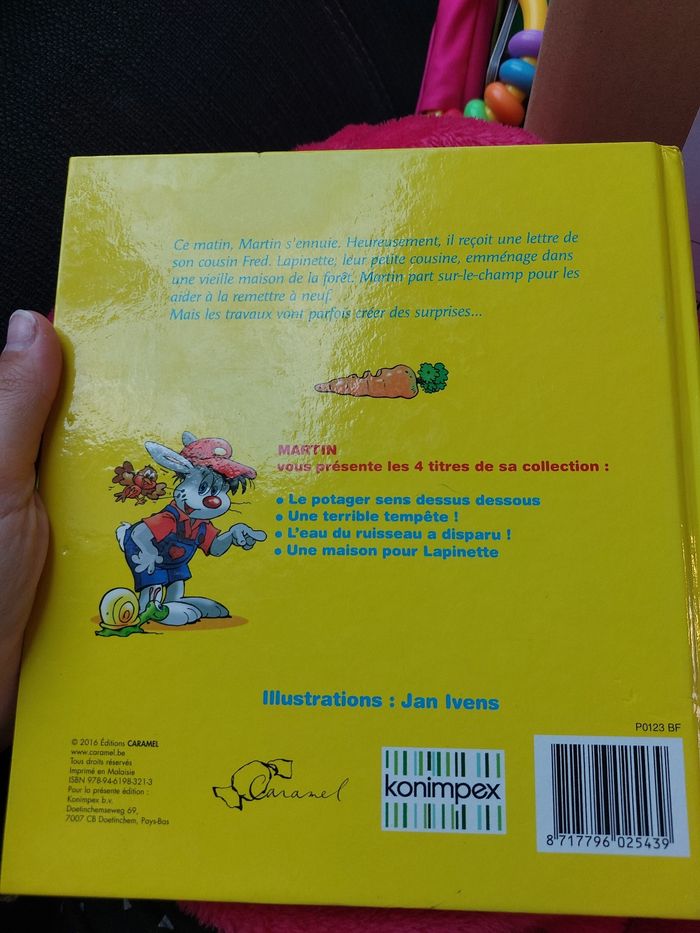 Ce matin, Martin s'ennuie. Heureusement, il reçoit une lettre de
son cousin Fred. Lapinette, leur petite cousine, emménage dans
une vieille maison de la forêt. Martin part sur-le-champ pour les
aider à la remettre à neuf.
Mais les travaux vont parfois créer des surprises...
MARTIN
vous présente les 4 titres de sa collection :
• Le potager sens dessus dessous
• Une terrible tempête !
• L'eau du ruisseau a disparu !
• Une maison pour Lapinette
Illustrations : Jan Ivens
© 2016 Éditions CARAMEL
www.caramel.be
Tous droits réservés
Imprimé en Malaisie
ISBN 978-94-6198-321-3
Pour la présente édition :
Konimpex b.v.
Doetinchemseweg 69,
7007 CB Doetinchem, Pays-Bas
Caramel
konimpex
P0123 BF
8 717796 025439